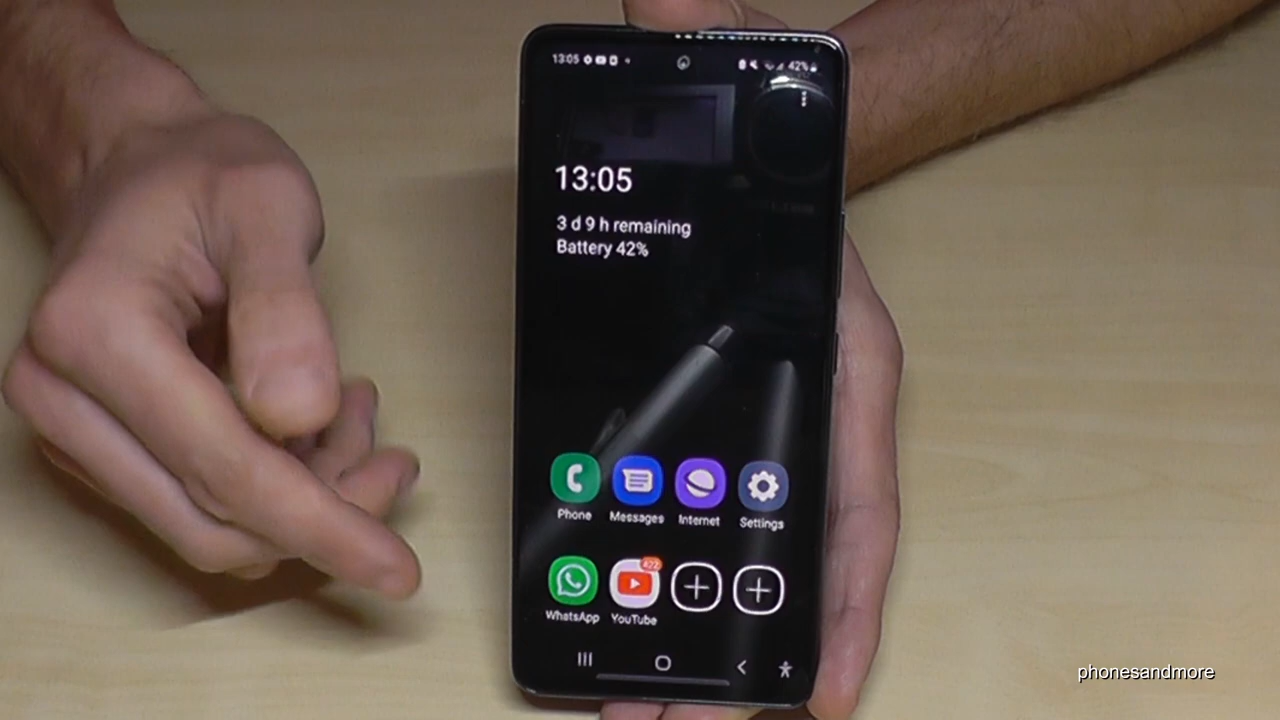 13:05
42%
13:05
3 d 9 h remaining
Battery 42%
Phone Messages Internet Settings
422
WhatsApp YouTube
phonesandmore